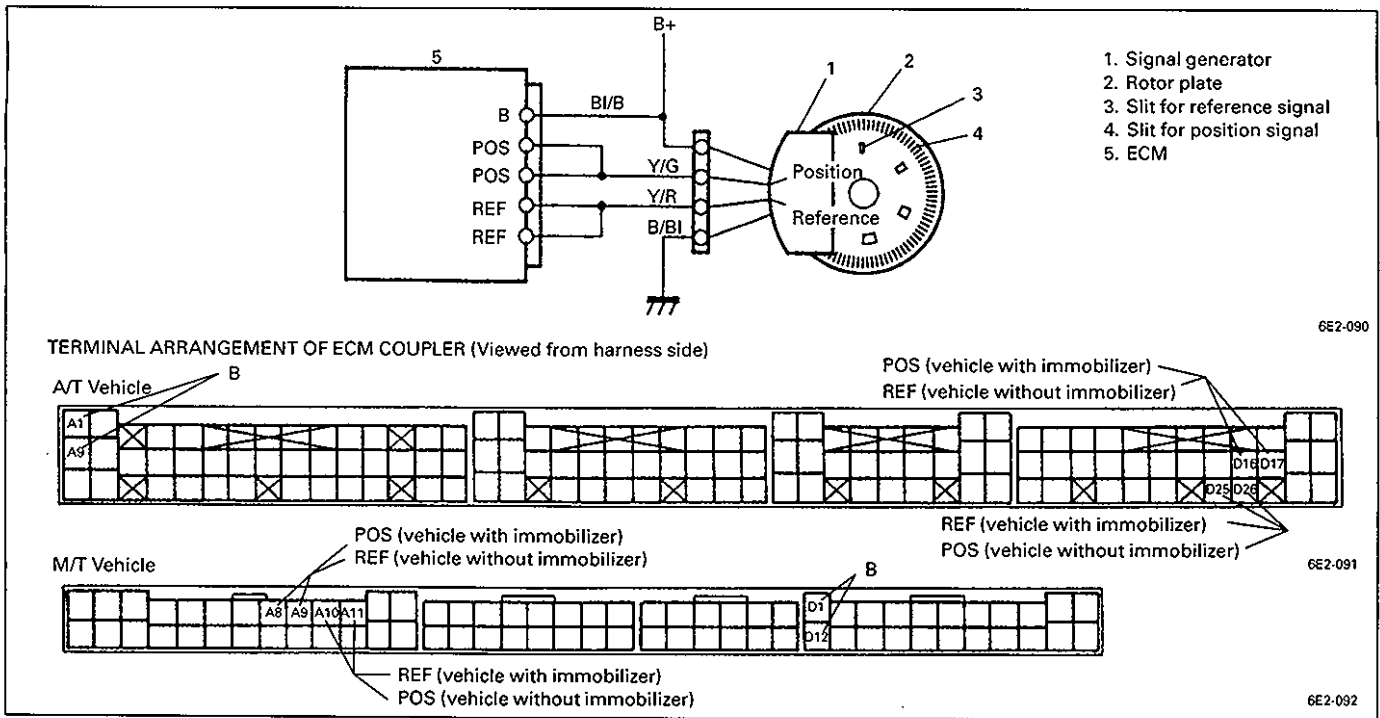 B+
5
1
2
3
4
B
Bl/B
POS
POS
Y/G
REF
Y/R
REF
B/Bl
Position
Reference
1. Signal generator
2. Rotor plate
3. Slit for reference signal
4. Slit for position signal
5. ECM
6E2-090
TERMINAL ARRANGEMENT OF ECM COUPLER (Viewed from harness side)
A/T Vehicle
B
POS (vehicle with immobilizer)
REF (vehicle without immobilizer)
A1
A9
D16 D17
D25 D26
REF (vehicle with immobilizer)
POS (vehicle without immobilizer)
6E2-091
POS (vehicle with immobilizer)
REF (vehicle without immobilizer)
M/T Vehicle
B
A8 A9 A10 A11
D1
D12
REF (vehicle with immobilizer)
POS (vehicle without immobilizer)
6E2-092